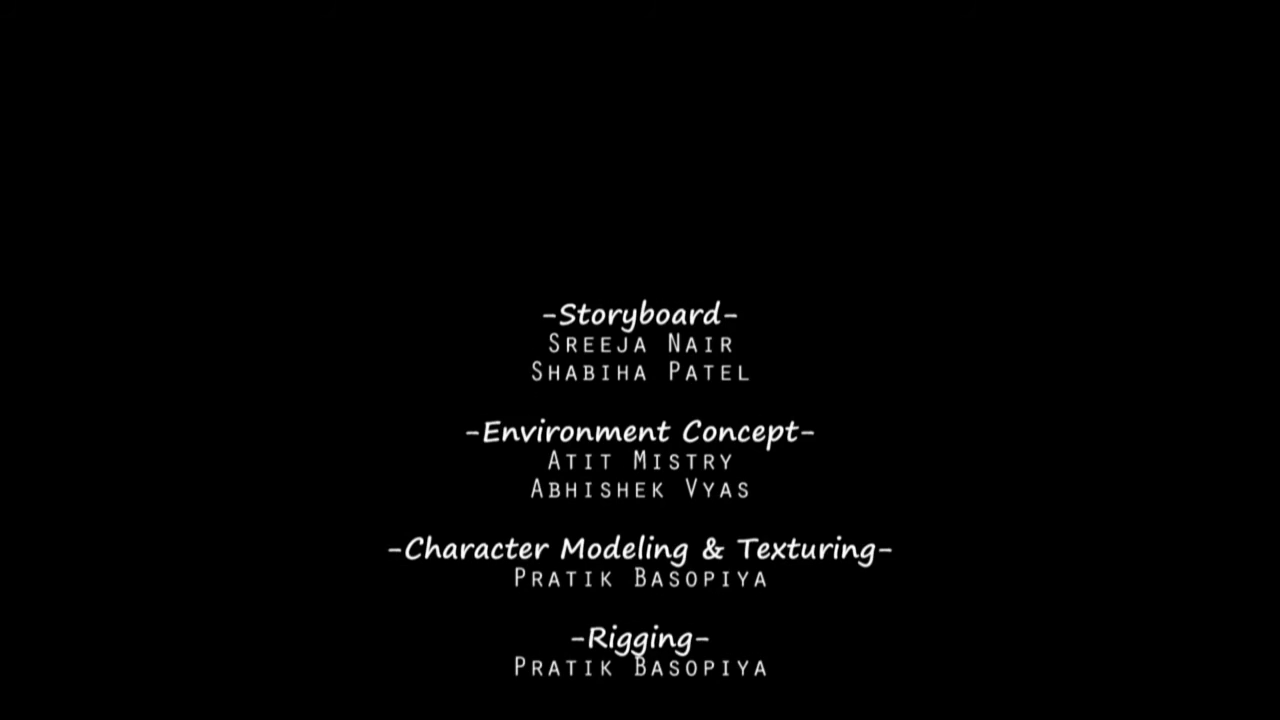 -Storyboard-
Sreeja Nair
Shabiha Patel
-Environment Concept-
Atit Mistry
Abhishek Vyas
-Character Modeling & Texturing-
Pratik Basopiya
-Rigging-
Pratik Basopiya